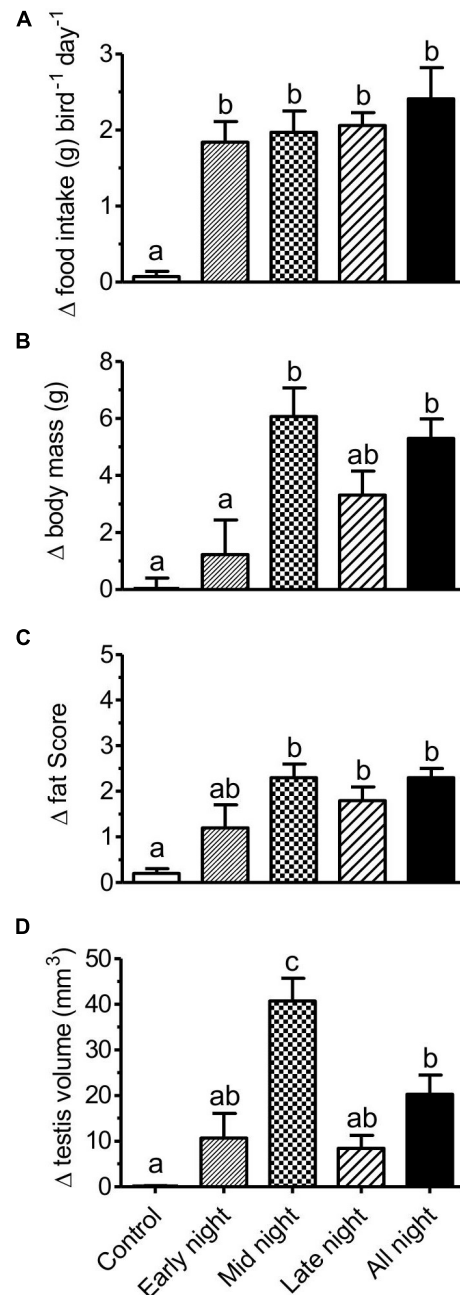 A
Δ food intake (g) bird⁻¹ day⁻¹
3
2
1
0
a
b
b
b
b
B
Δ body mass (g)
8
6
4
2
0
a
a
b
ab
b
C
Δ fat Score
5
4
3
2
1
0
a
ab
b
b
b
D
Δ testis volume (mm³)
50
40
30
20
10
0
a
ab
c
ab
b
Control
Early night
Mid night
Late night
All night